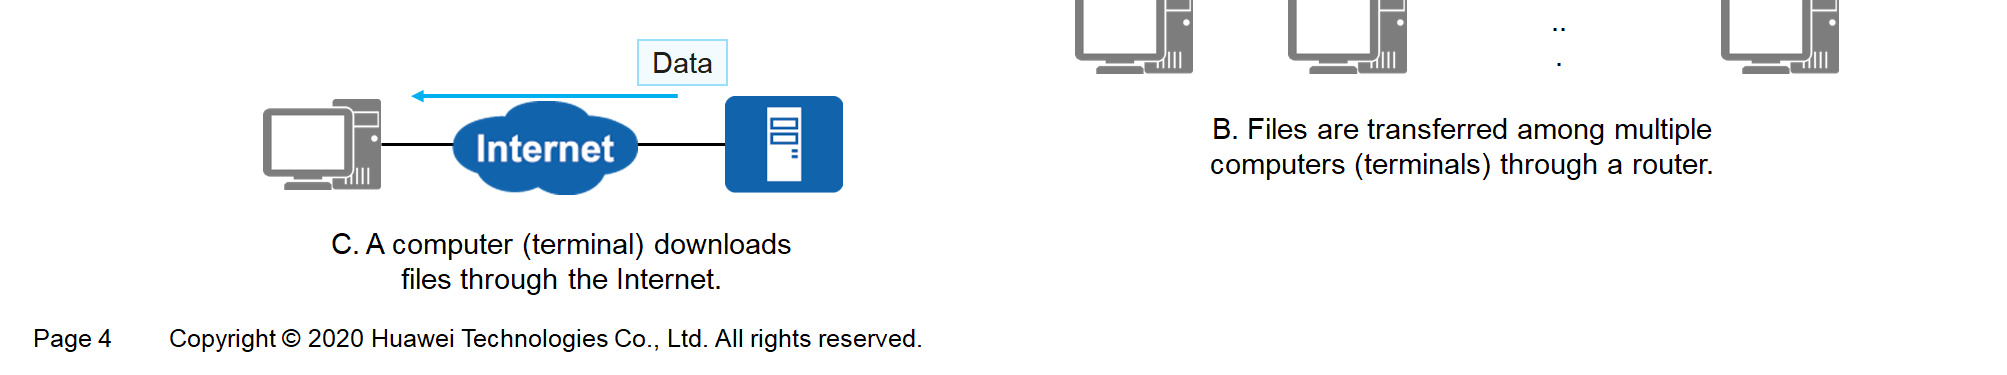 ..
.
Data
Internet
B. Files are transferred among multiple
computers (terminals) through a router.
C. A computer (terminal) downloads
files through the Internet.
Page 4
Copyright © 2020 Huawei Technologies Co., Ltd. All rights reserved.